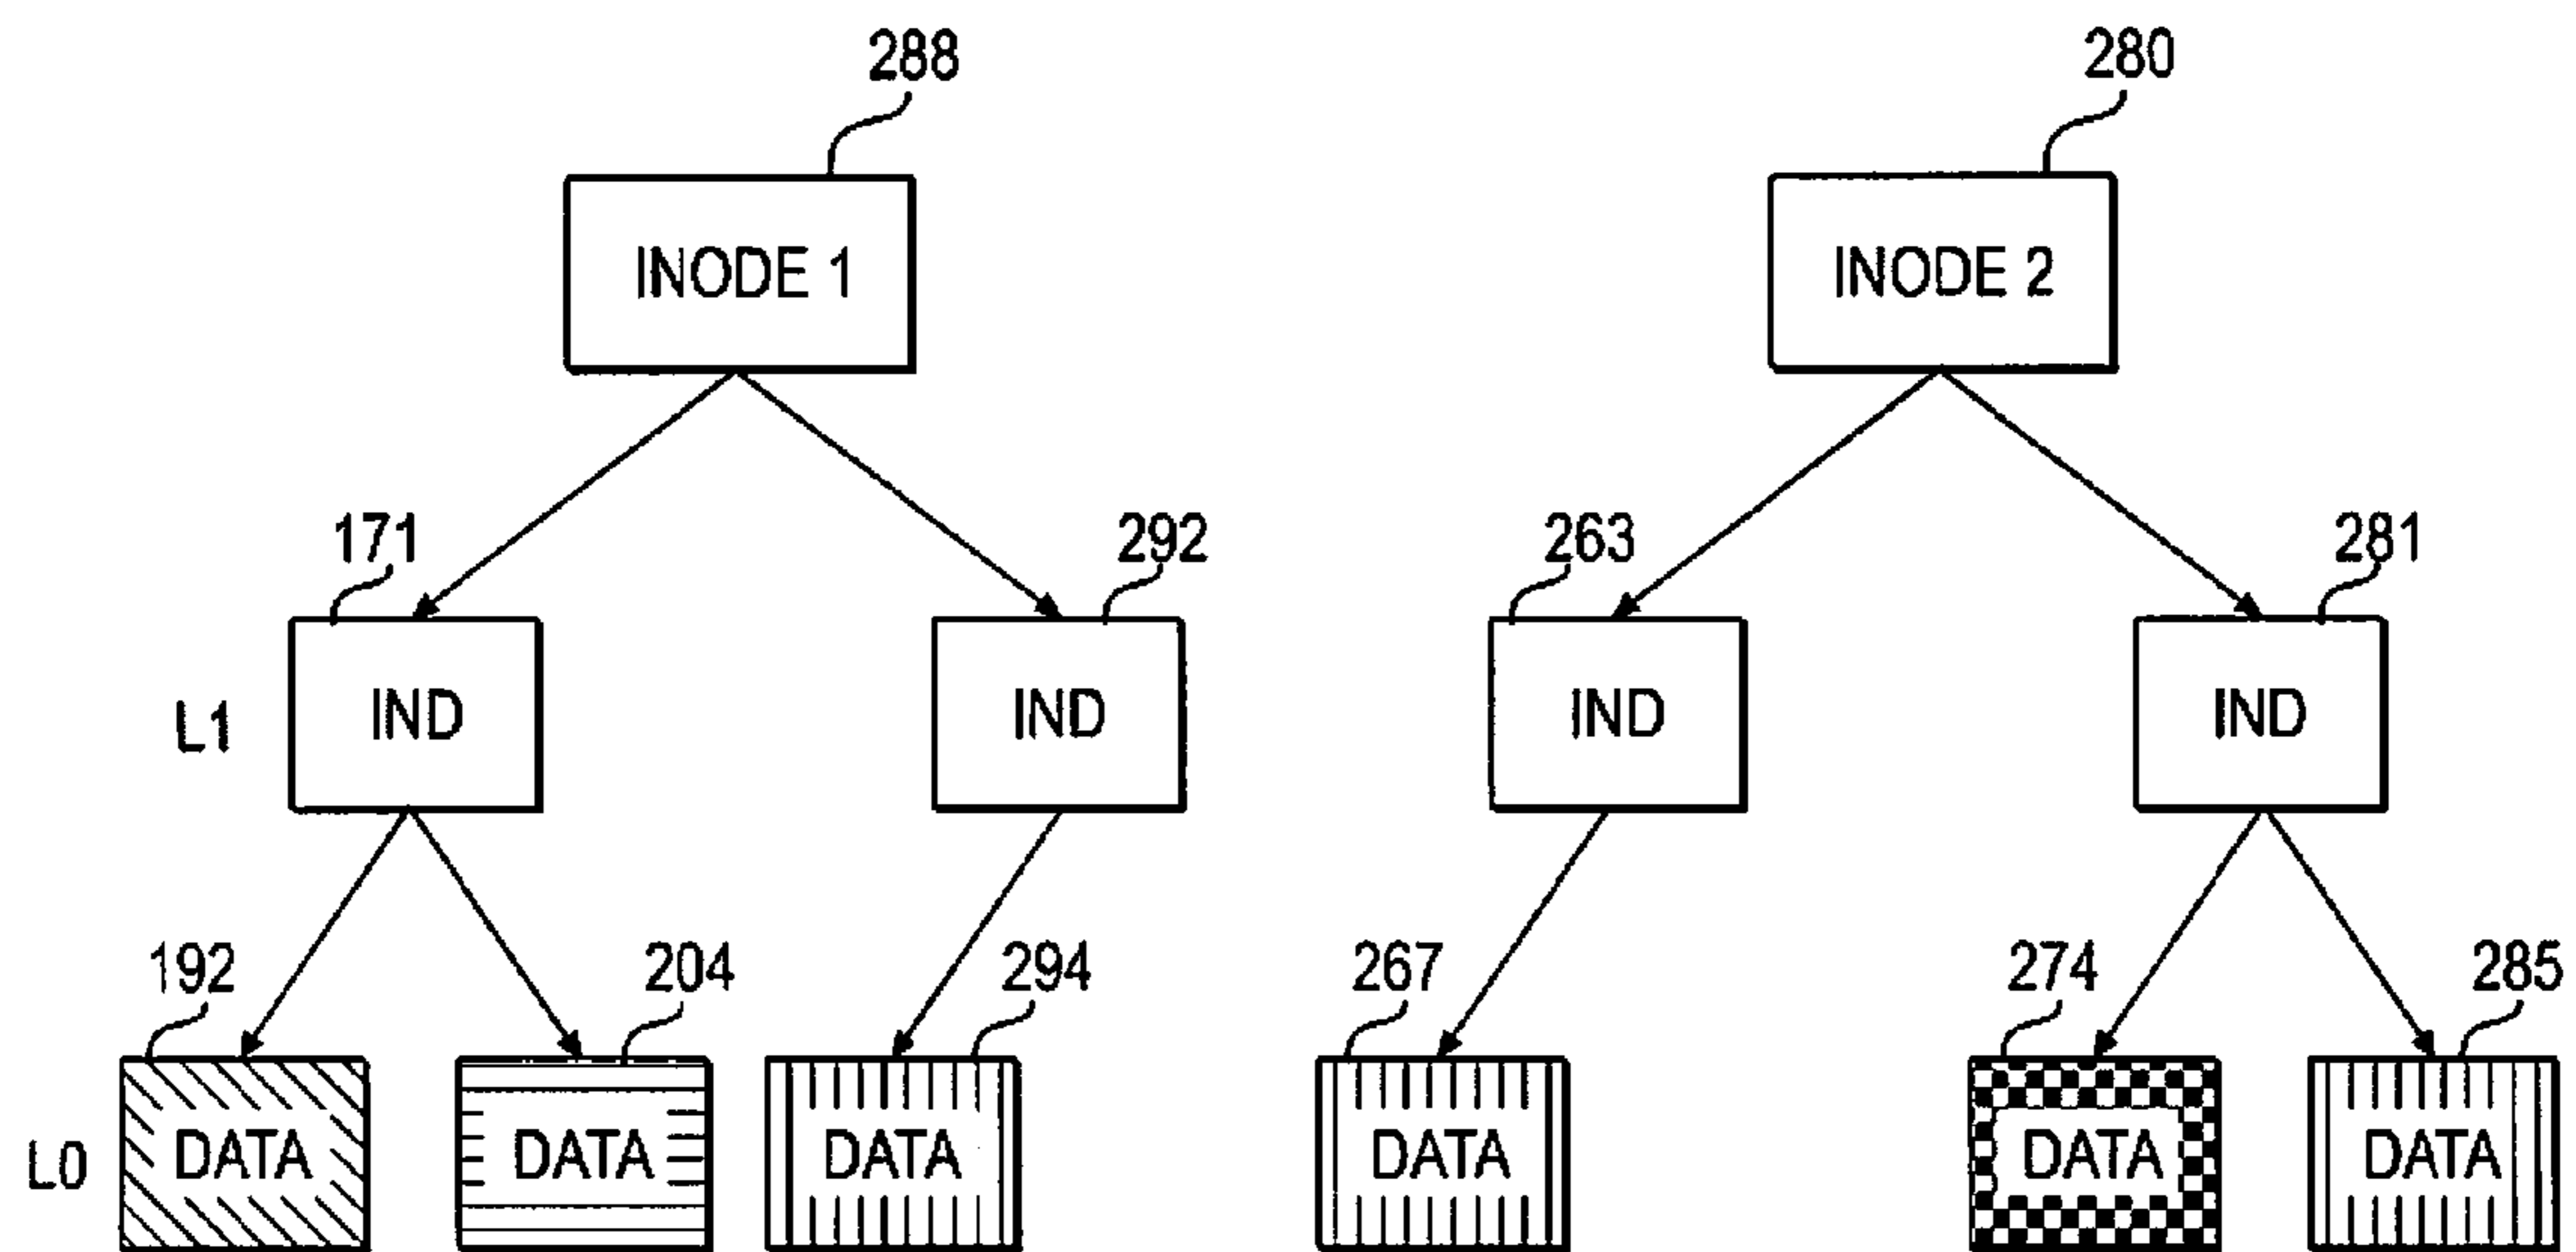 288
280
INODE 1
INODE 2
171
292
263
281
L1
IND
IND
IND
IND
192
204
294
267
274
285
L0
DATA
DATA
DATA
DATA
DATA
DATA